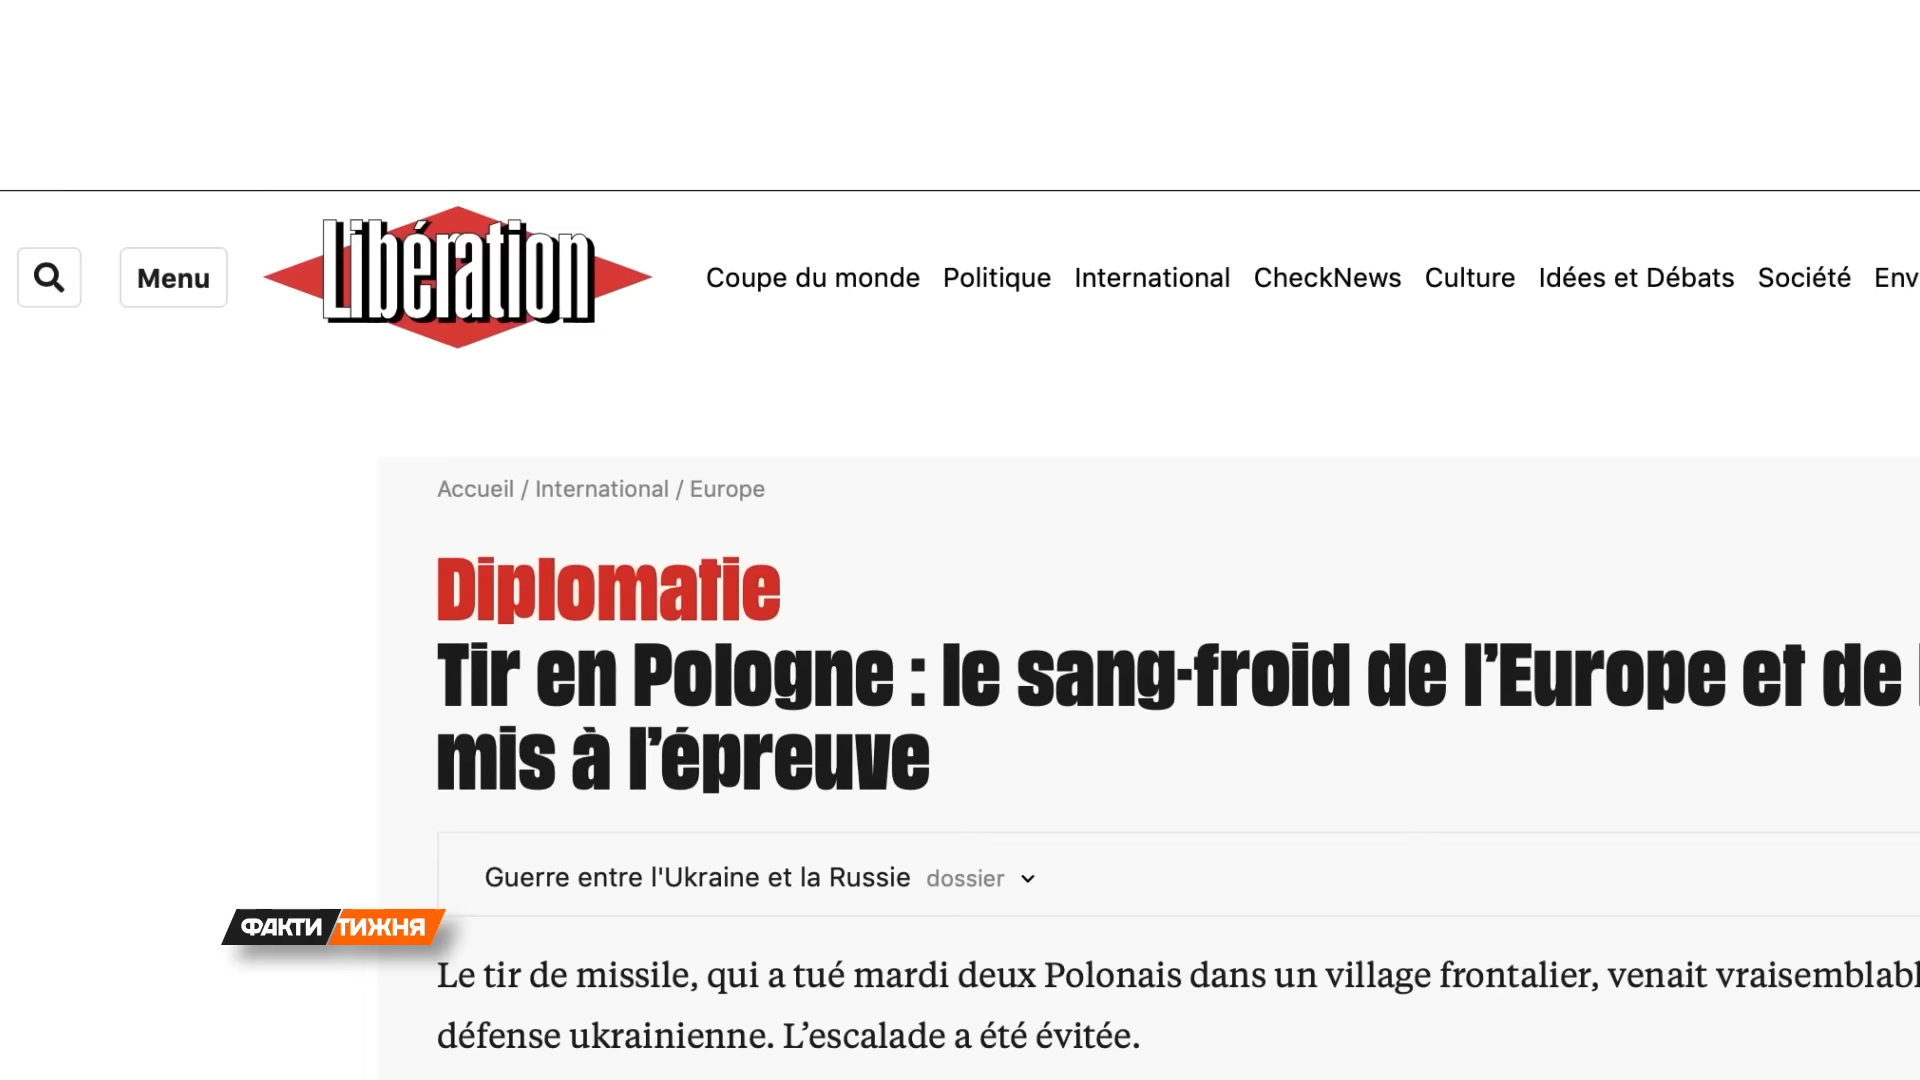 Menu
Libération
Coupe du monde Politique International CheckNews Culture Idées et Débats Société Env
Accueil / International / Europe
Diplomatie
Tir en Pologne : le sang-froid de l’Europe et de
mis à l’épreuve
Guerre entre l'Ukraine et la Russie dossier
ФАКТИ ТИЖНЯ
Le tir de missile, qui a tué mardi deux Polonais dans un village frontalier, venait vraisemblabl
défense ukrainienne. L’escalade a été évitée.